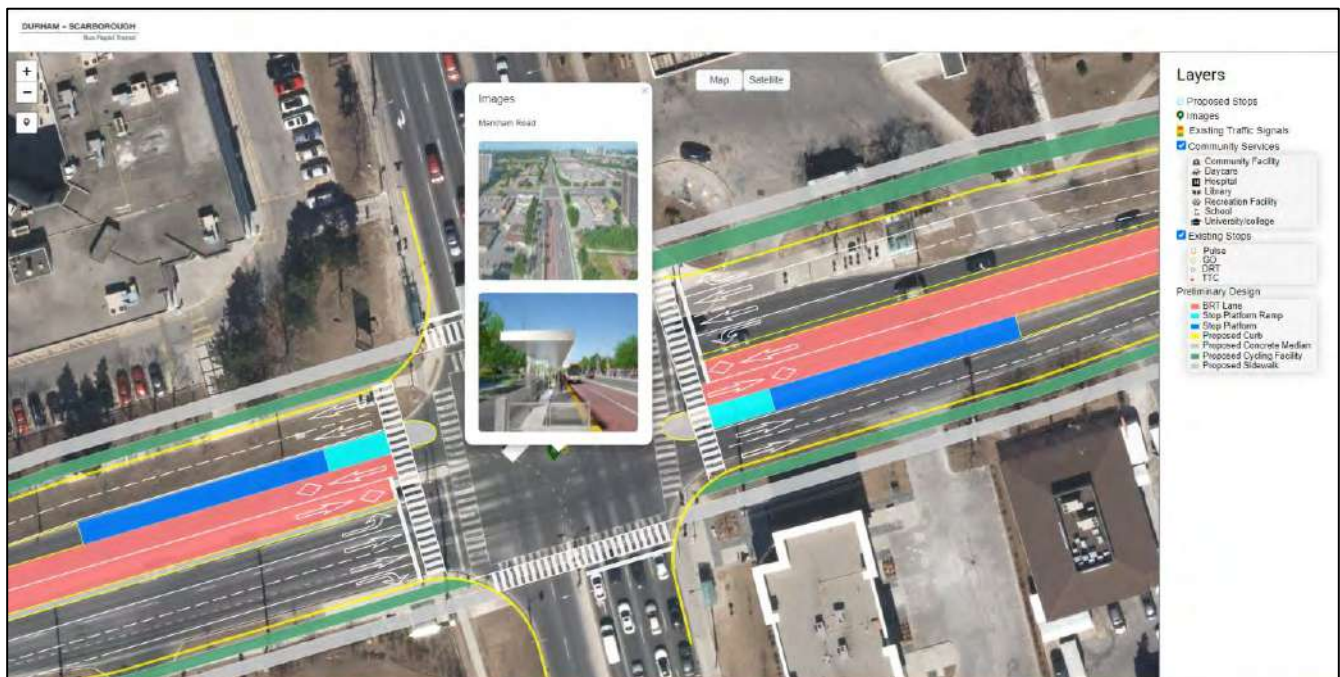 DURHAM – SCARBOROUGH
Bus Rapid Transit
+
−
Images
Markham Road
Map
Satellite
Layers
Proposed Stops
Images
Existing Traffic Signals
Community Services
Community Facility
Daycare
Hospital
Library
Recreation Facility
School
University/college
Existing Stops
Pulse
GO
DRT
TTC
Preliminary Design
BRT Lane
Stop Platform Ramp
Stop Platform
Proposed Curb
Proposed Concrete Median
Proposed Cycling Facility
Proposed Sidewalk